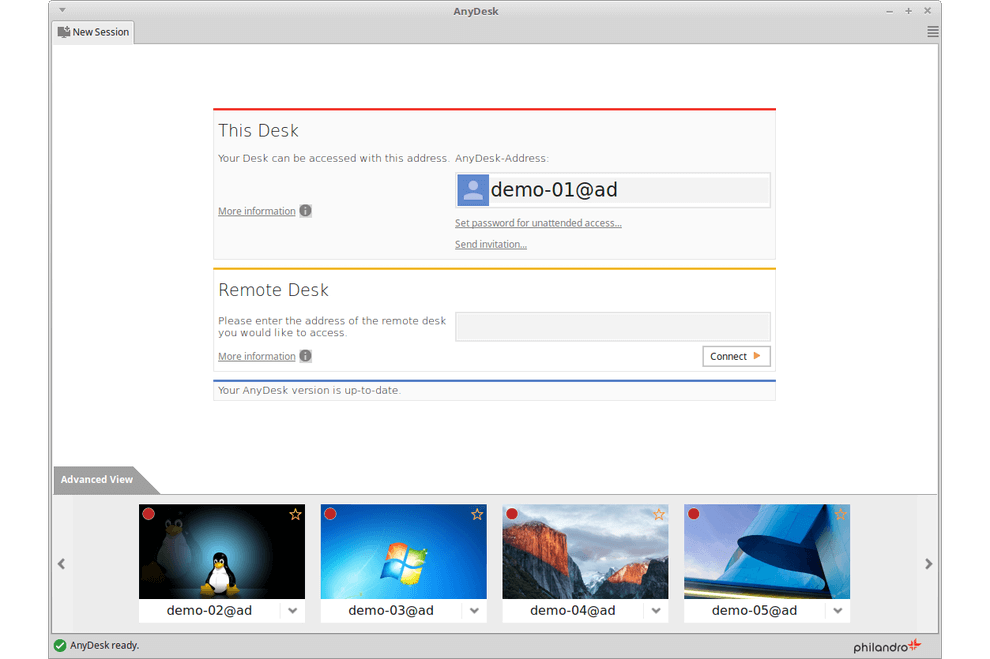 AnyDesk
New Session
This Desk
Your Desk can be accessed with this address.
AnyDesk-Address:
demo-01@ad
More information
Set password for unattended access...
Send invitation...
Remote Desk
Please enter the address of the remote desk
you would like to access.
More information
Connect
Your AnyDesk version is up-to-date.
Advanced View
demo-02@ad
demo-03@ad
demo-04@ad
demo-05@ad
AnyDesk ready.
philandro